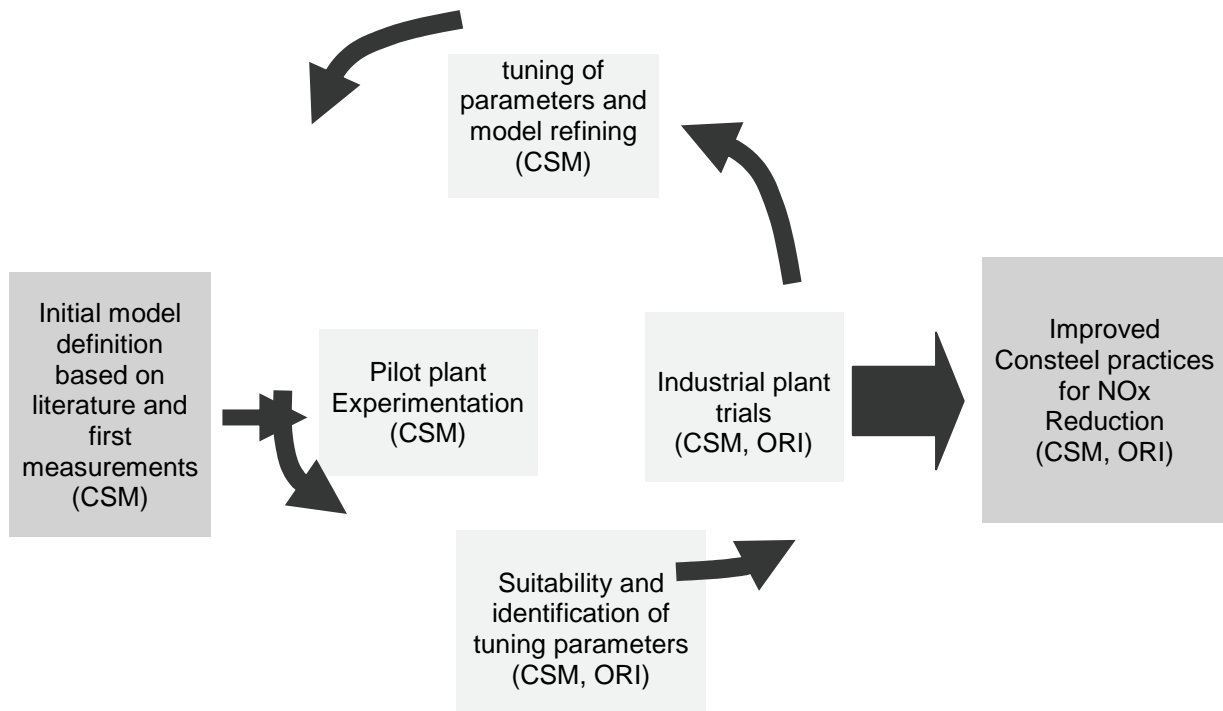 Initial model
definition
based on
literature and
first
measurements
(CSM)
Pilot plant
Experimentation
(CSM)
Suitability and
identification of
tuning parameters
(CSM, ORI)
Industrial plant
trials
(CSM, ORI)
tuning of
parameters and
model refining
(CSM)
Improved
Consteel practices
for NOx
Reduction
(CSM, ORI)